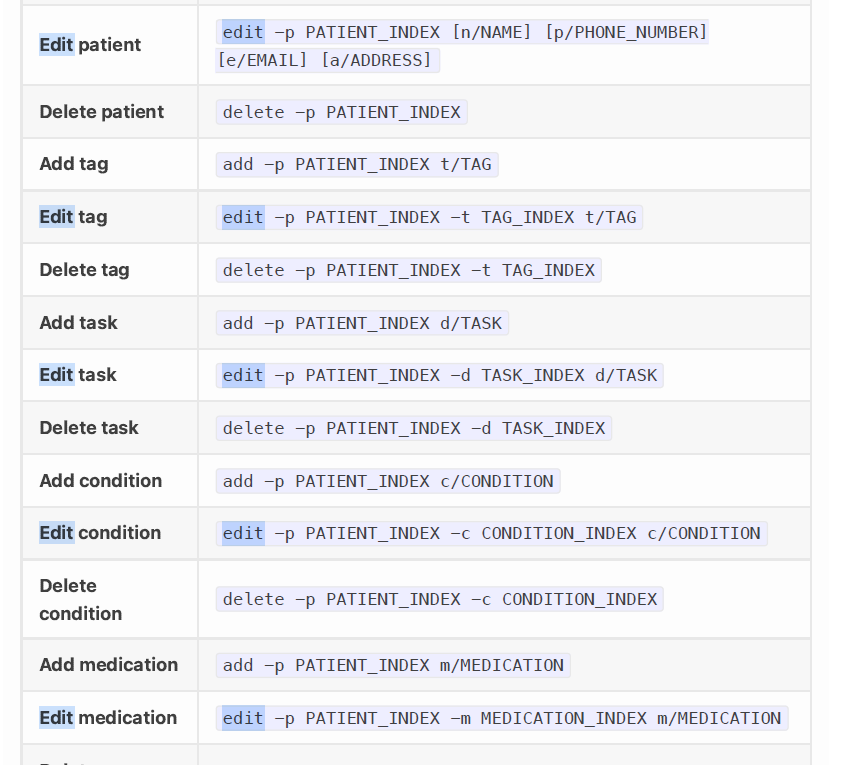 Edit patient
edit –p PATIENT_INDEX [n/NAME] [p/PHONE_NUMBER]
[e/EMAIL] [a/ADDRESS]
Delete patient
delete –p PATIENT_INDEX
Add tag
add –p PATIENT_INDEX t/TAG
Edit tag
edit –p PATIENT_INDEX –t TAG_INDEX t/TAG
Delete tag
delete –p PATIENT_INDEX –t TAG_INDEX
Add task
add –p PATIENT_INDEX d/TASK
Edit task
edit –p PATIENT_INDEX –d TASK_INDEX d/TASK
Delete task
delete –p PATIENT_INDEX –d TASK_INDEX
Add condition
add –p PATIENT_INDEX c/CONDITION
Edit condition
edit –p PATIENT_INDEX –c CONDITION_INDEX c/CONDITION
Delete
condition
delete –p PATIENT_INDEX –c CONDITION_INDEX
Add medication
add –p PATIENT_INDEX m/MEDICATION
Edit medication
edit –p PATIENT_INDEX –m MEDICATION_INDEX m/MEDICATION